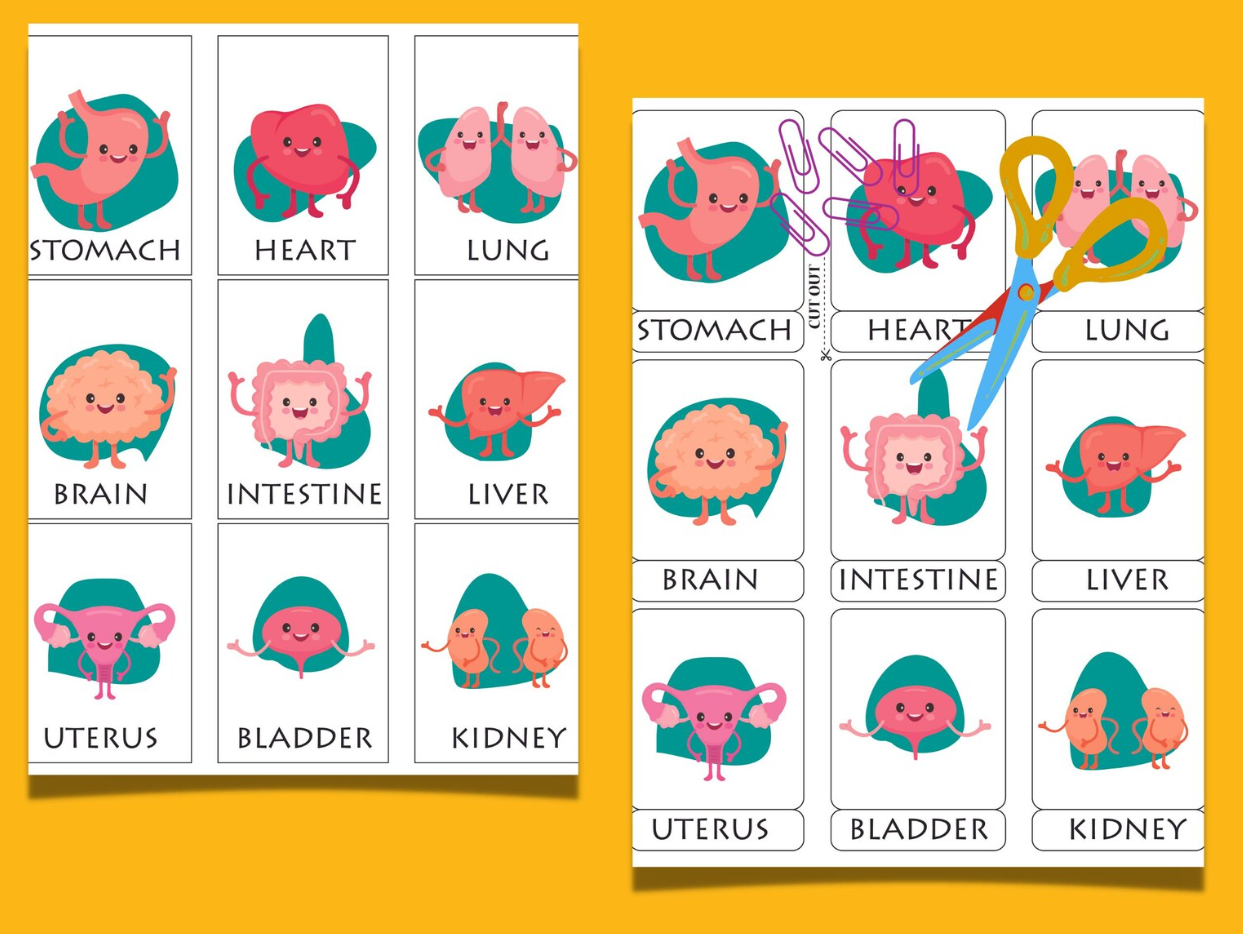 STOMACH
HEART
LUNG
BRAIN
INTESTINE
LIVER
UTERUS
BLADDER
KIDNEY
CUT OUT
STOMACH
HEART
LUNG
BRAIN
INTESTINE
LIVER
UTERUS
BLADDER
KIDNEY